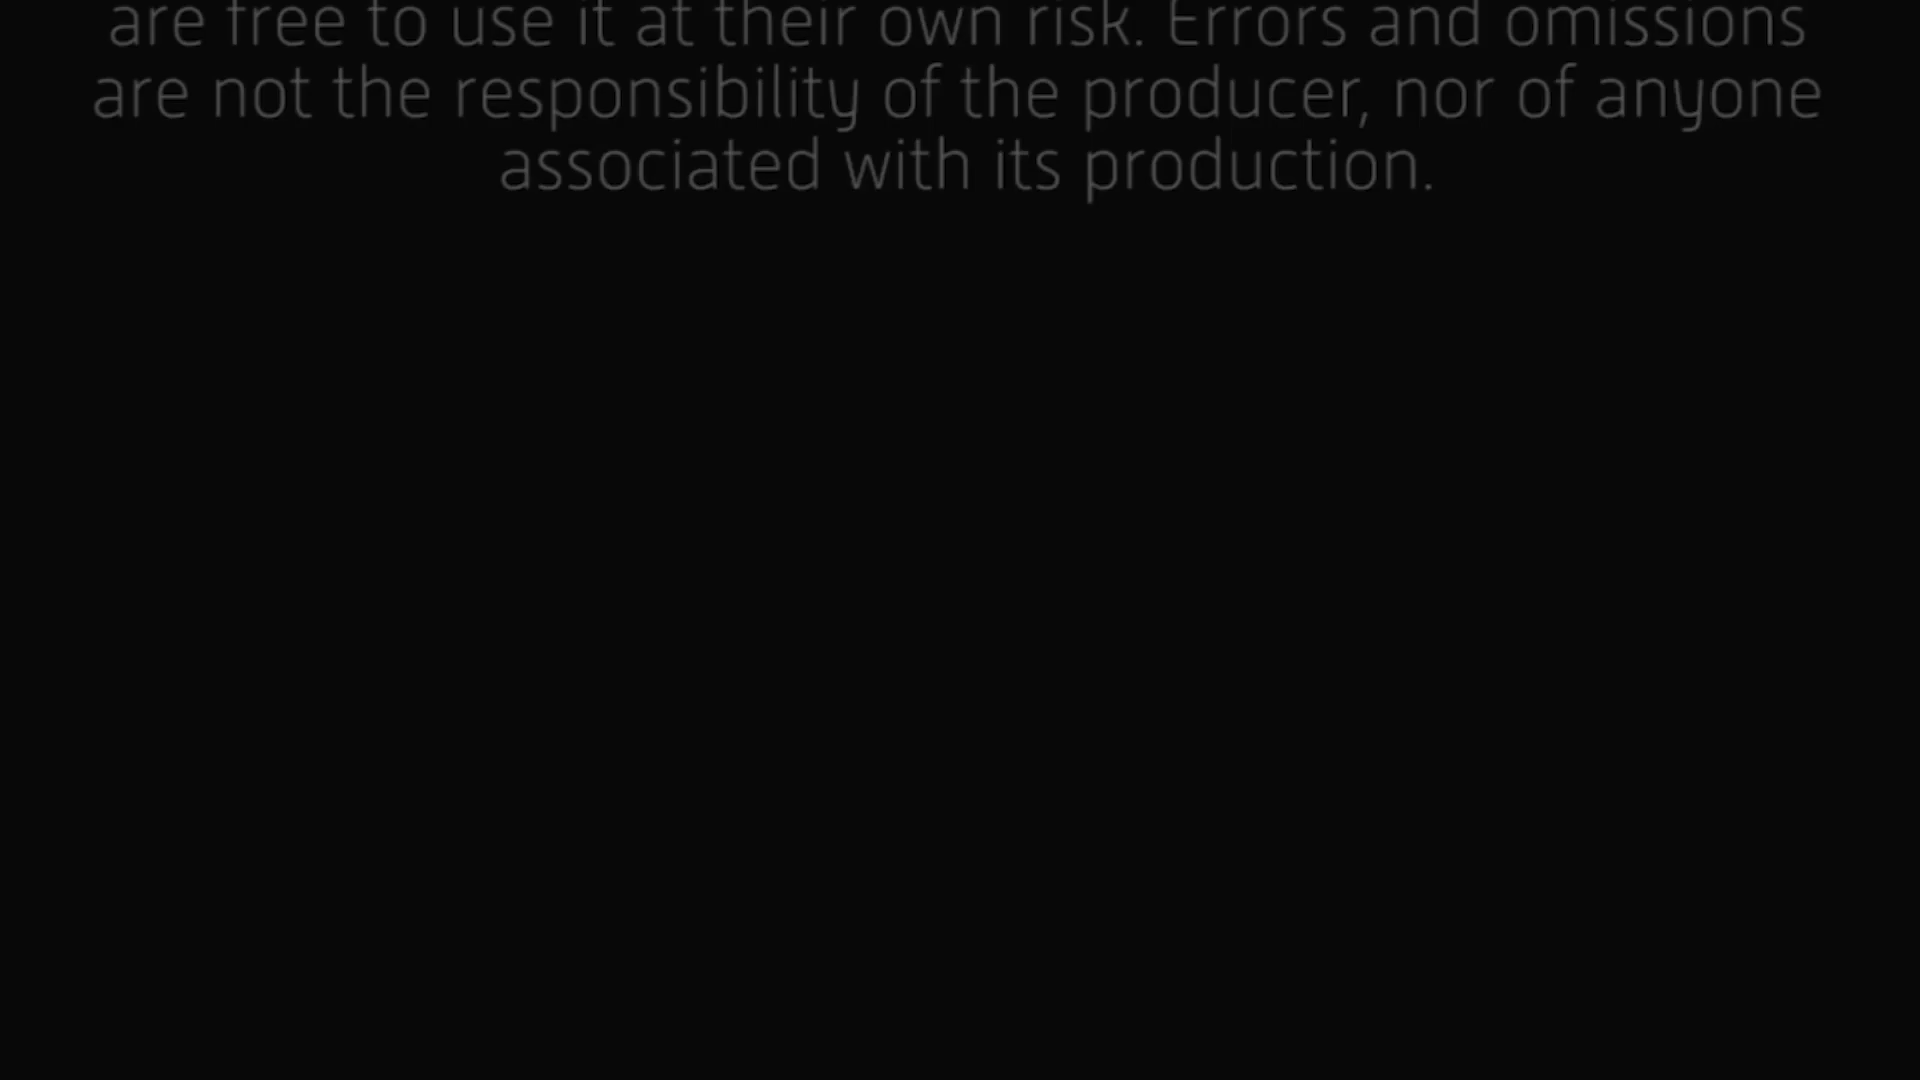 are free to use it at their own risk. Errors and omissions
are not the responsibility of the producer, nor of anyone
associated with its production.